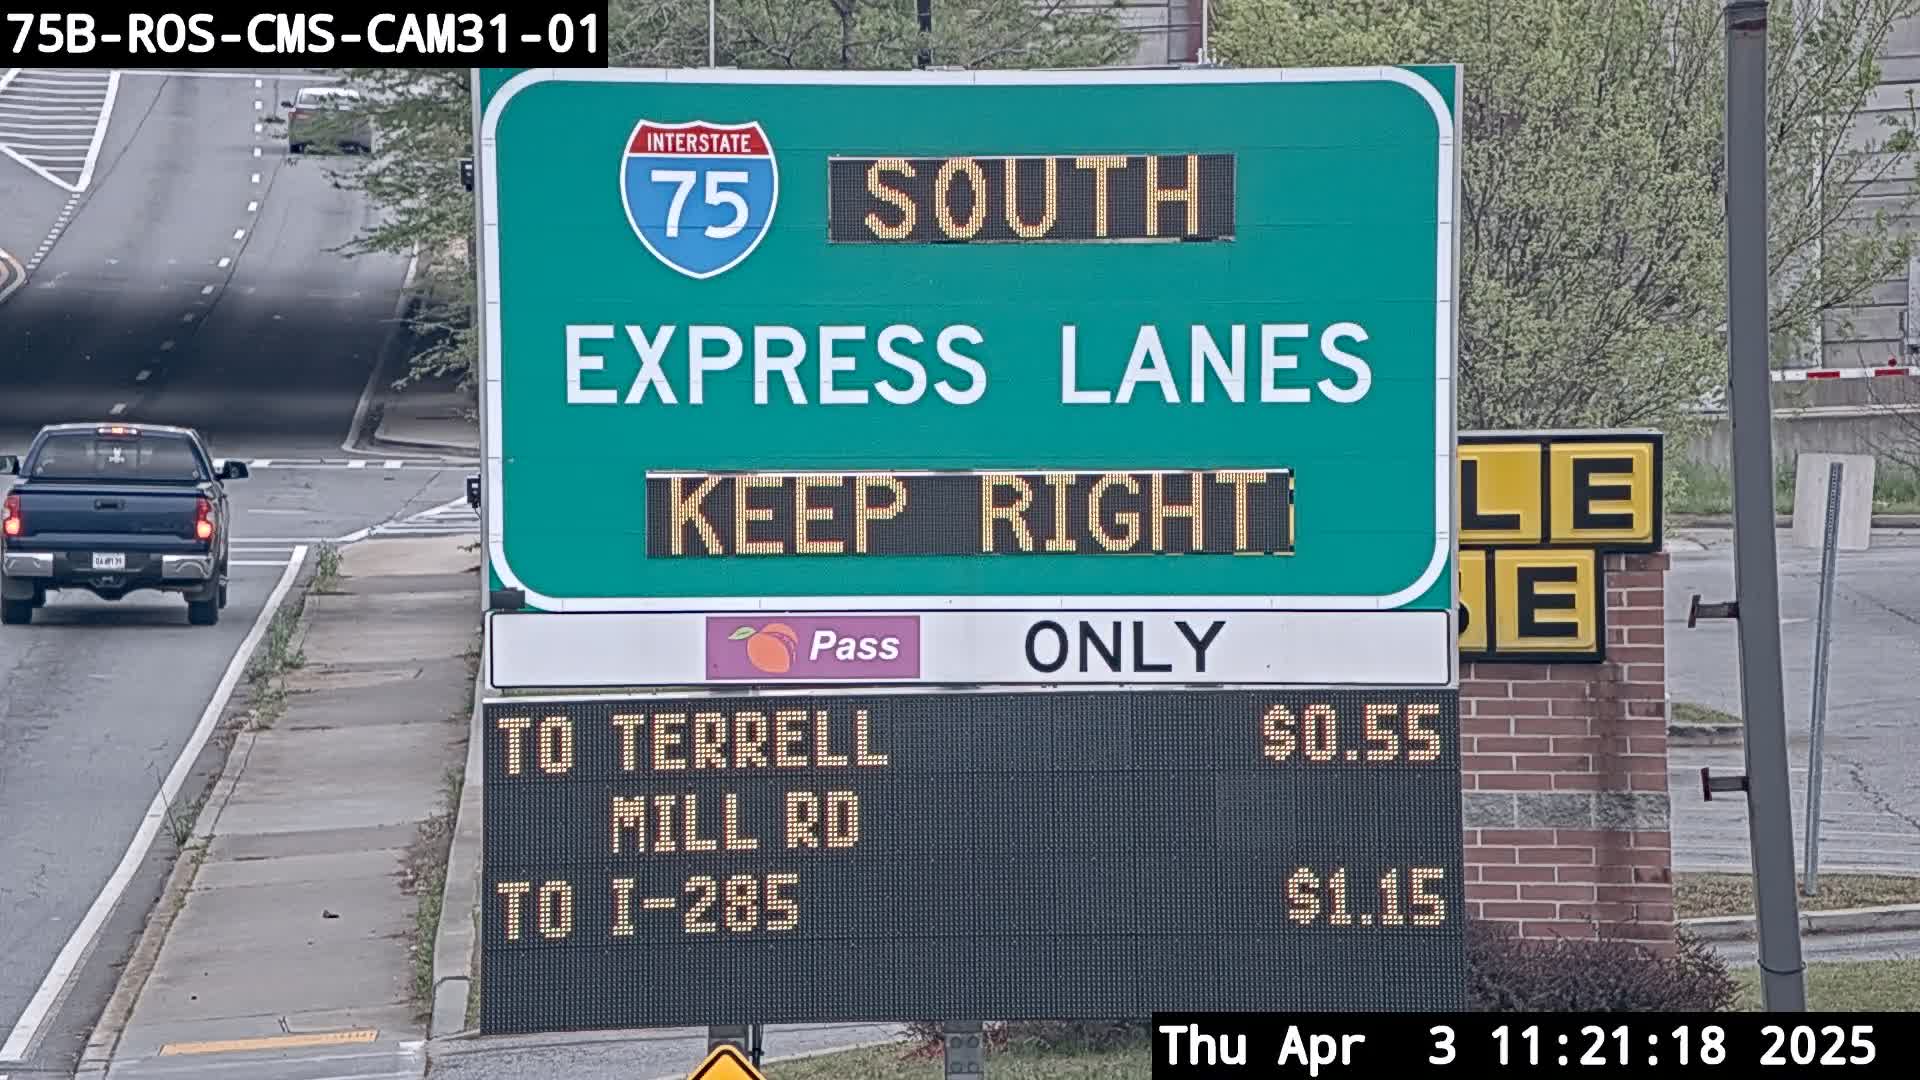 75B-ROS-CMS-CAM31-01
INTERSTATE
75
SOUTH
EXPRESS LANES
KEEP RIGHT
Pass ONLY
TO TERRELL $0.55
MILL RD
TO I-285 $1.15
LE
E
Thu Apr 3 11:21:18 2025